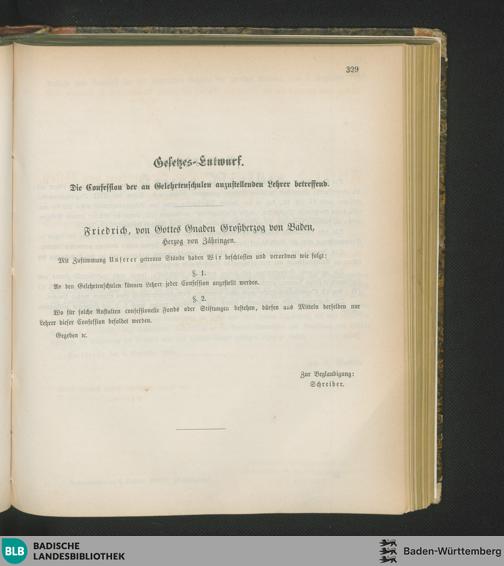 329
Gesetzes-Entwurf.
Die Confession der an Gelehrtenschulen anzustellenden Lehrer betreffend.
Friedrich, von Gottes Gnaden Großherzog von Baden,
Herzog von Zähringen.
Mit Zustimmung Unserer getreuen Stände haben Wir beschlossen und verordnen wie folgt:
§. 1.
An den Gelehrtenschulen können Lehrer jeder Confession angestellt werden.
§. 2.
Wo für solche Anstalten confessionelle Fonds oder Stiftungen bestehen, dürfen aus Mitteln derselben nur
Lehrer dieser Confession besoldet werden.
Gegeben ꝛc.
Zur Beglaubigung:
Schreiber.
BLB
BADISCHE
LANDESBIBLIOTHEK
Baden-Württemberg